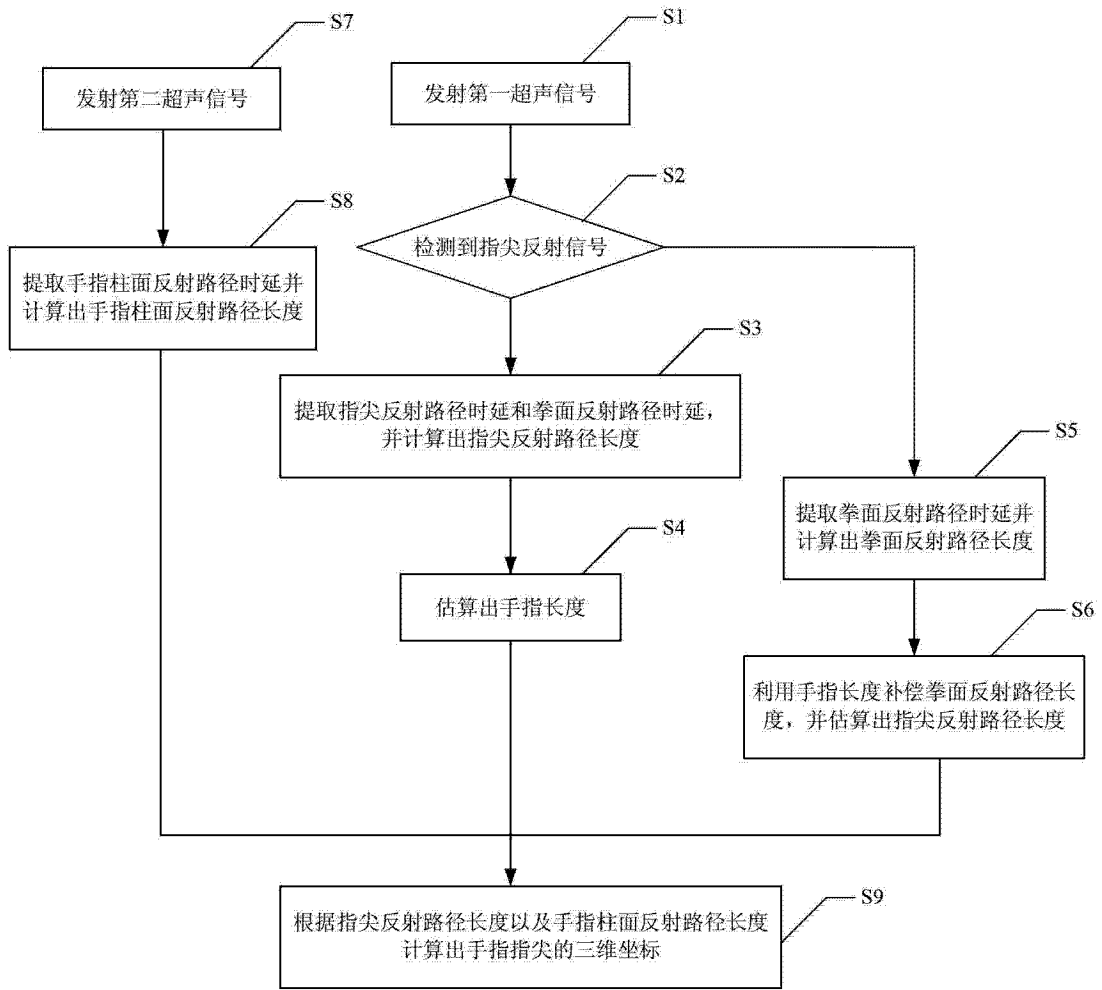 S7
发射第二超声信号
S1
发射第一超声信号
S2
检测到指尖反射信号
S8
提取手指柱面反射路径时延并
计算出手指柱面反射路径长度
S3
提取指尖反射路径时延和拳面反射路径时延，
并计算出指尖反射路径长度
S5
提取拳面反射路径时延并
计算出拳面反射路径长度
S4
估算出手指长度
S6
利用手指长度补偿拳面反射路径长
度，并估算出指尖反射路径长度
S9
根据指尖反射路径长度以及手指柱面反射路径长度
计算出手指指尖的三维坐标